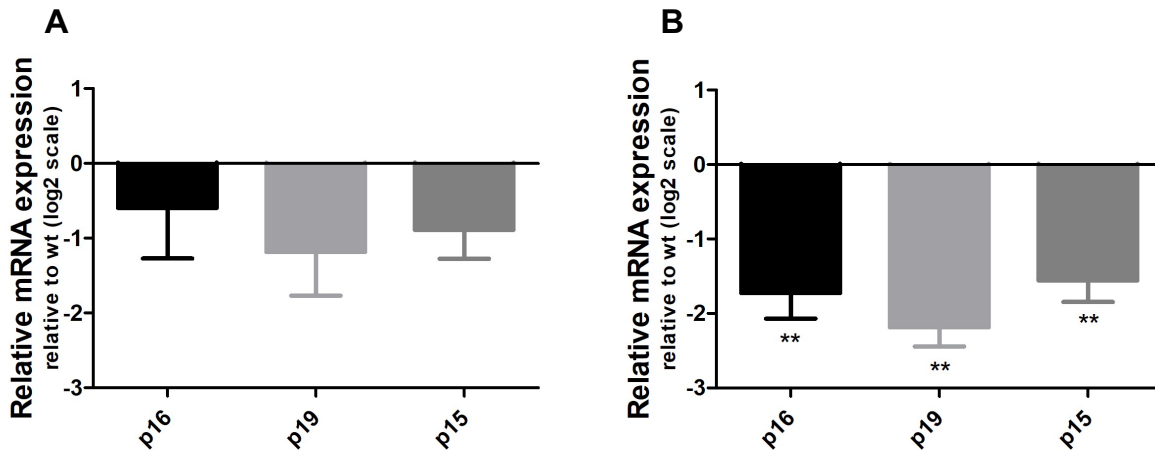 A
Relative mRNA expression
relative to wt (log2 scale)
1
0
-1
-2
-3
p16
p19
p15
B
Relative mRNA expression
relative to wt (log2 scale)
1
0
-1
-2
-3
**
**
**
p16
p19
p15